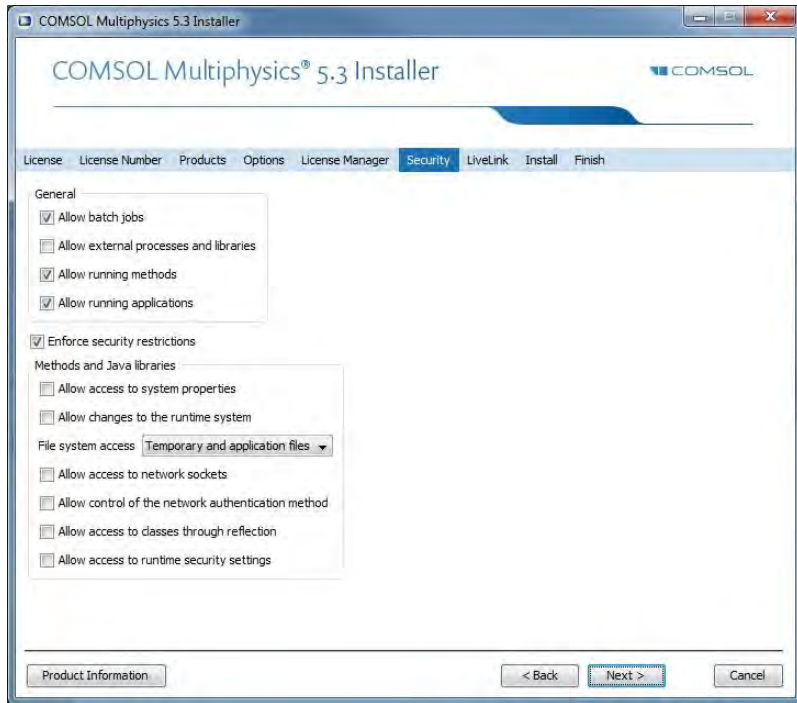 COMSOL Multiphysics 5.3 Installer
COMSOL Multiphysics® 5.3 Installer
COMSOL
License License Number Products Options License Manager Security LiveLink Install Finish
General
Allow batch jobs
Allow external processes and libraries
Allow running methods
Allow running applications
Enforce security restrictions
Methods and Java libraries
Allow access to system properties
Allow changes to the runtime system
File system access Temporary and application files
Allow access to network sockets
Allow control of the network authentication method
Allow access to classes through reflection
Allow access to runtime security settings
Product Information < Back Next > Cancel